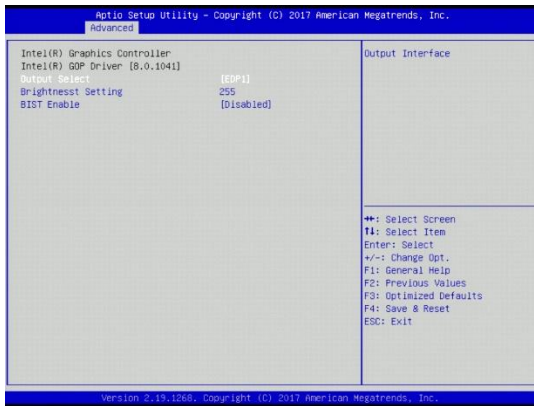 Aptio Setup Utility - Copyright (C) 2017 American Megatrends, Inc.
Advanced
Intel(R) Graphics Controller
Intel(R) GOP Driver [8.0.1041]
Output Select [EDP1]
Brightnesst Setting 255
BIST Enable [Disabled]
Output Interface
→←: Select Screen
↑↓: Select Item
Enter: Select
+/-: Change Opt.
F1: General Help
F2: Previous Values
F3: Optimized Defaults
F4: Save & Reset
ESC: Exit
Version 2.19.1268. Copyright (C) 2017 American Megatrends, Inc.